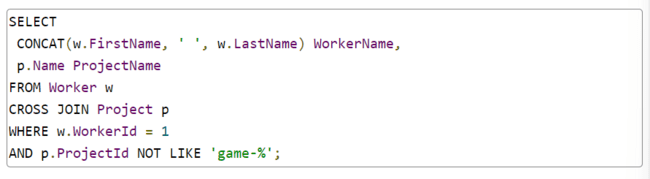 SELECT
 CONCAT(w.FirstName, ' ', w.LastName) WorkerName,
 p.Name ProjectName
FROM Worker w
CROSS JOIN Project p
WHERE w.WorkerId = 1
AND p.ProjectId NOT LIKE 'game-%';